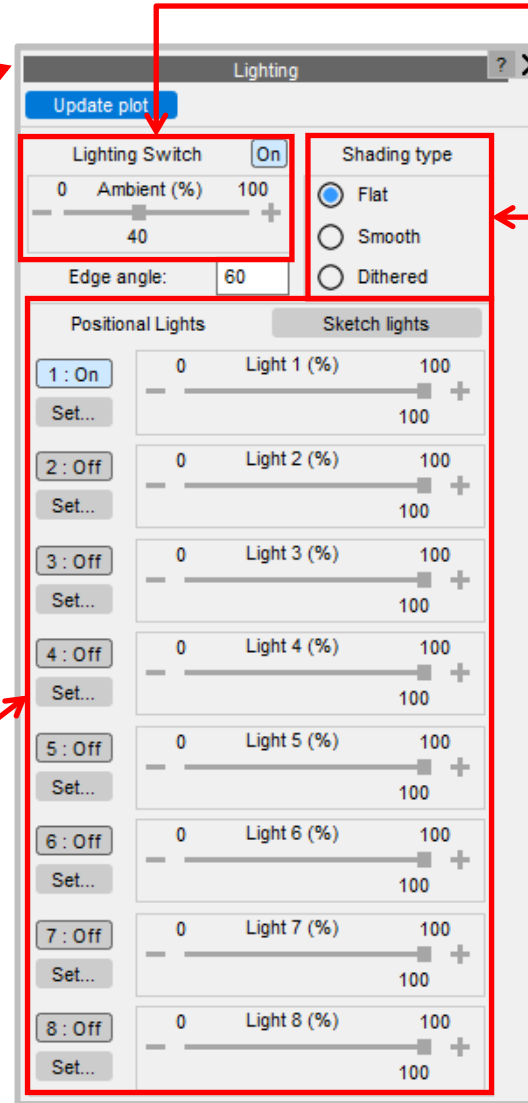 Lighting ? X
Update plot
Lighting Switch On Shading type
0 Ambient (%) 100 Flat
40 Smooth
Edge angle: 60 Dithered
Positional Lights Sketch lights
1 : On 0 Light 1 (%) 100
Set... 100
2 : Off 0 Light 2 (%) 100
Set... 100
3 : Off 0 Light 3 (%) 100
Set... 100
4 : Off 0 Light 4 (%) 100
Set... 100
5 : Off 0 Light 5 (%) 100
Set... 100
6 : Off 0 Light 6 (%) 100
Set... 100
7 : Off 0 Light 7 (%) 100
Set... 100
8 : Off 0 Light 8 (%) 100
Set... 100